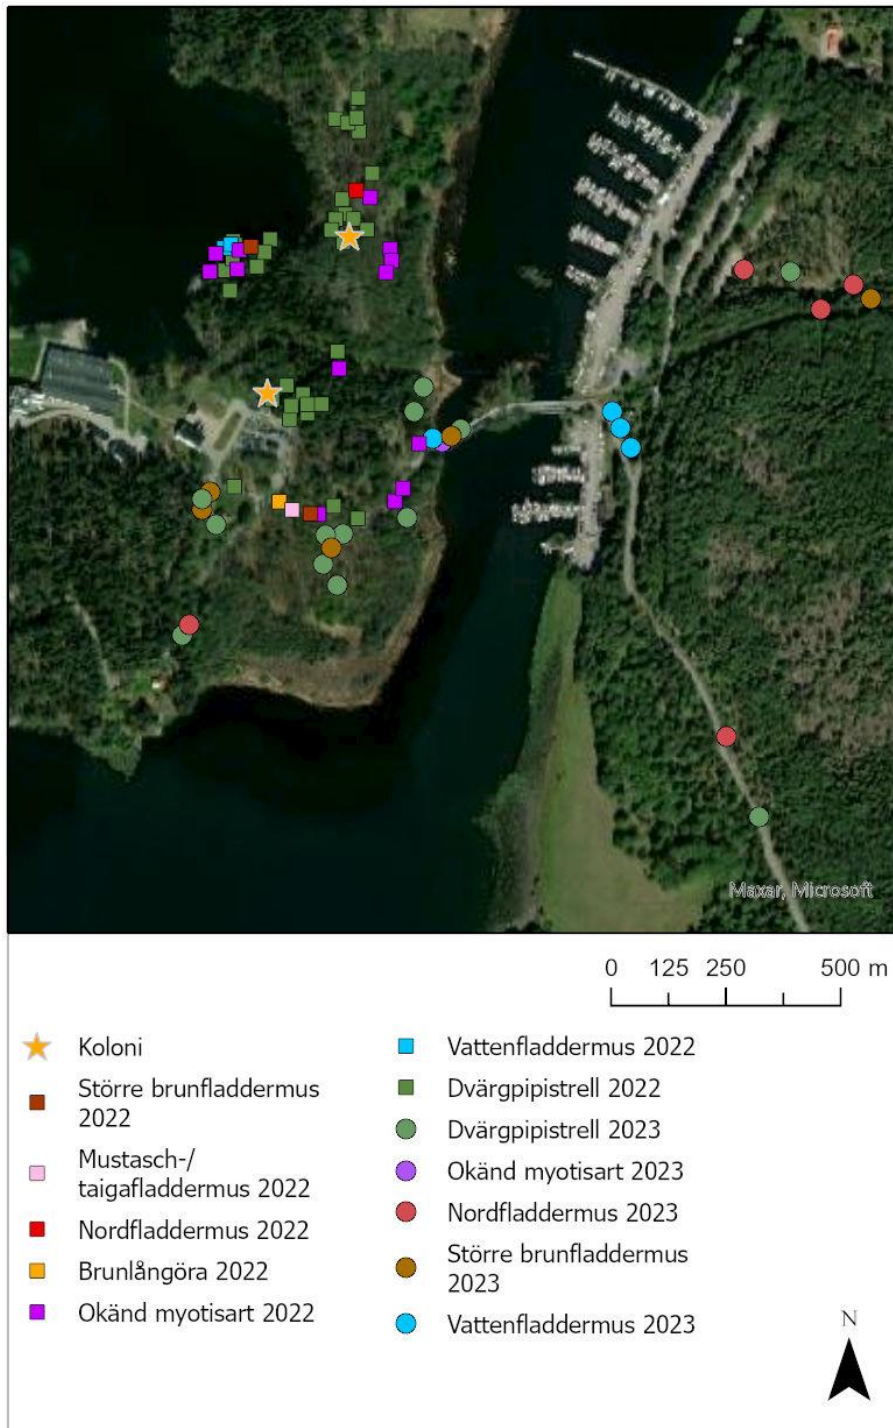 Maxar, Microsoft
0 125 250 500 m
Koloni
Större brunfladdermus
2022
Mustasch-/
taigafladdermus 2022
Nordfladdermus 2022
Brunlångöra 2022
Okänd myotisart 2022
Vattenfladdermus 2022
Dvärgpipistrell 2022
Dvärgpipistrell 2023
Okänd myotisart 2023
Nordfladdermus 2023
Större brunfladdermus
2023
Vattenfladdermus 2023
N